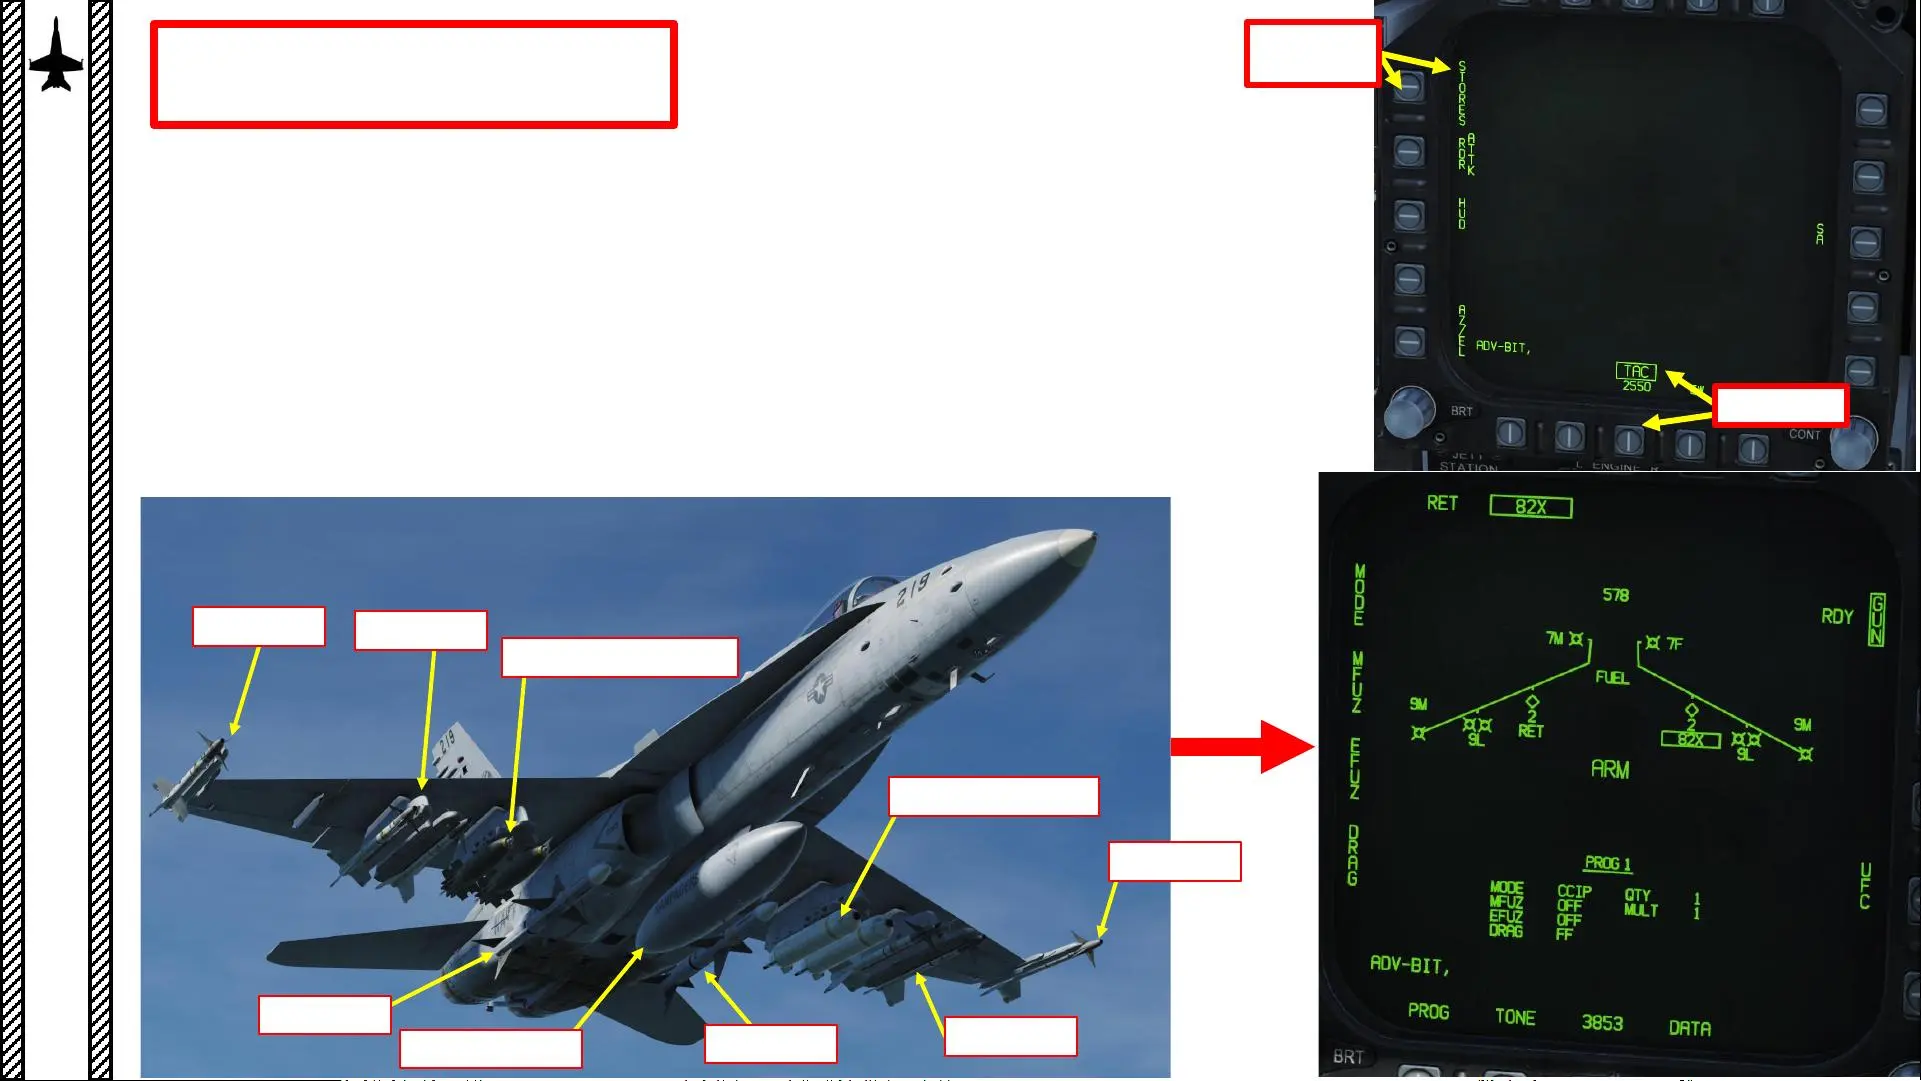 STORES
RDR
ATTK
HUD
SA
AZ/EL
ADV-BIT,
TAC
2550
BRT
CONT
STATION
L ENGINE R
RET 82X
MODE
578
RDY GUN
7M 7F
MFUZ
FUEL
9M 9M
2 2
RET 82X
9L 9L
EFUZ
ARM
DRAG
PROG 1
UFC
MODE CCIP QTY 1
MFUZ OFF MULT 1
EFUZ OFF
DRAG FF
ADV-BIT,
PROG TONE 3853 DATA
BRT
219
219